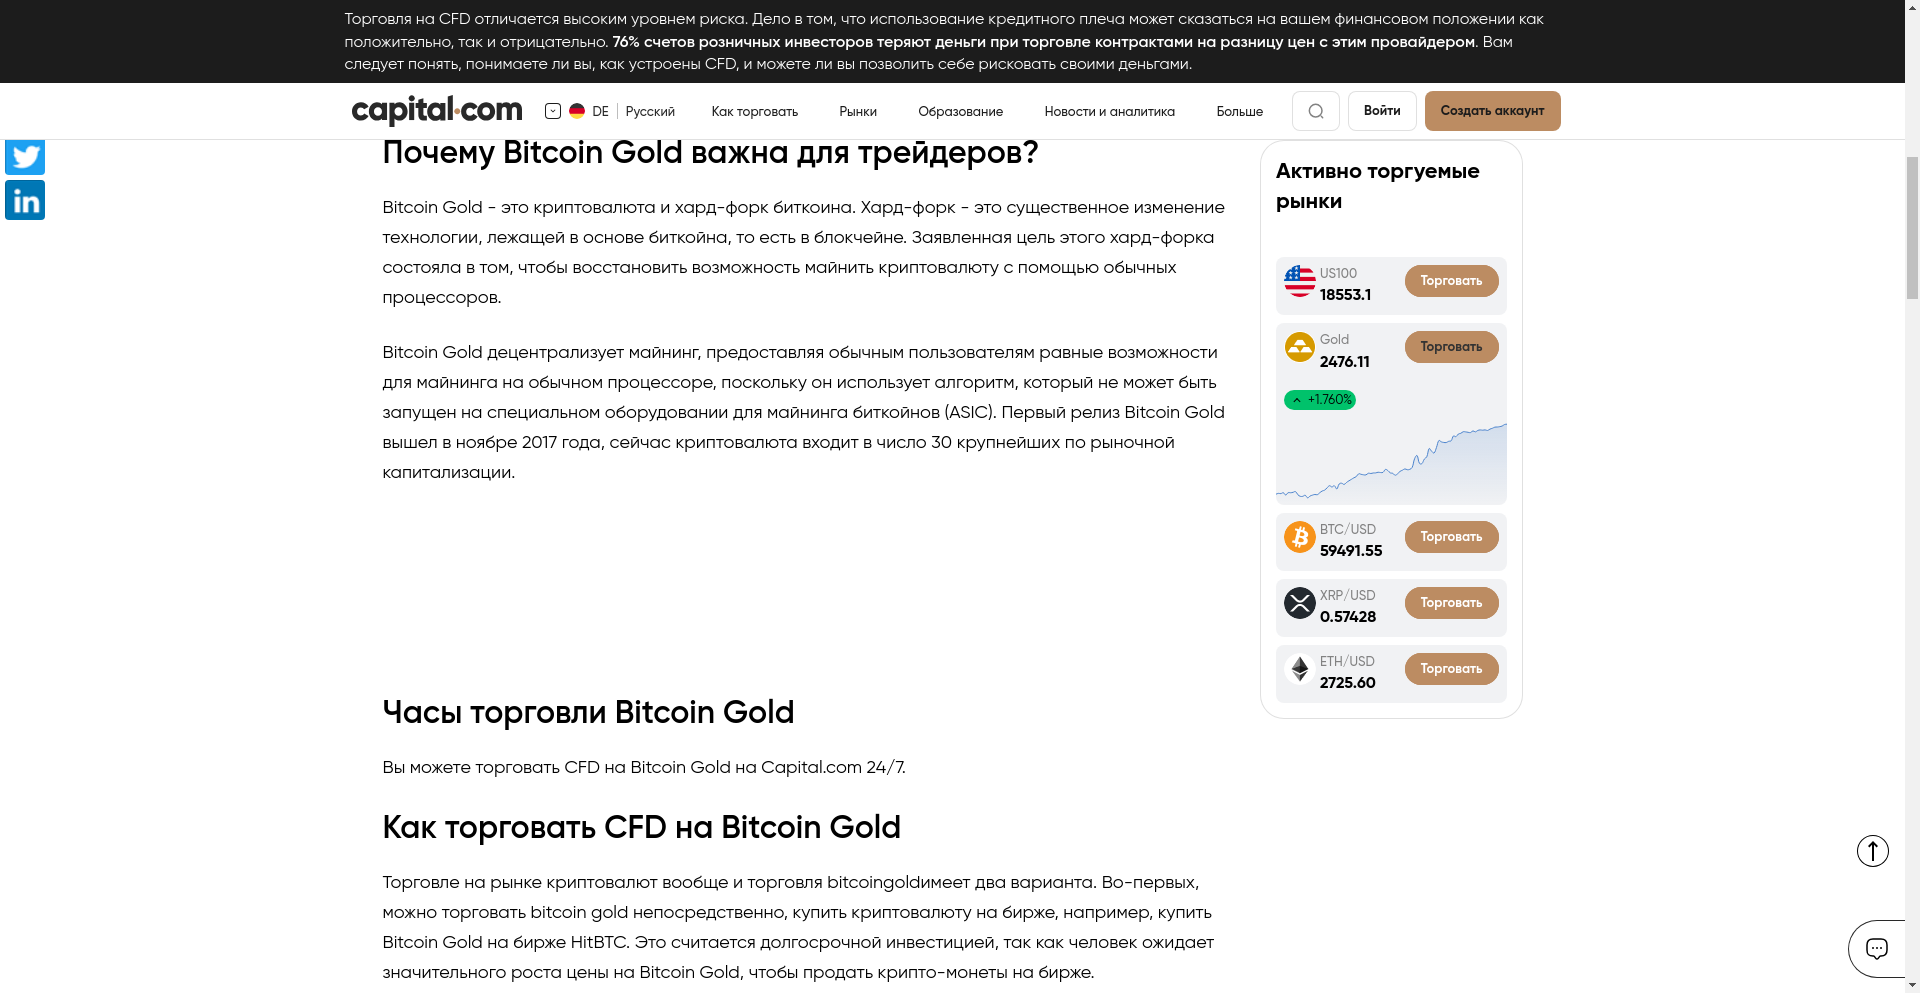 Торговля на CFD отличается высоким уровнем риска. Дело в том, что использование кредитного плеча может сказаться на вашем финансовом положении как
положительно, так и отрицательно. 76% счетов розничных инвесторов теряют деньги при торговле контрактами на разницу цен с этим провайдером. Вам
следует понять, понимаете ли вы, как устроены CFD, и можете ли вы позволить себе рисковать своими деньгами.
capital.com
DE
Русский
Как торговать
Рынки
Образование
Новости и аналитика
Больше
Войти
Создать аккаунт
in
Почему Bitcoin Gold важна для трейдеров?
Bitcoin Gold - это криптовалюта и хард-форк биткоина. Хард-форк - это существенное изменение
технологии, лежащей в основе биткойна, то есть в блокчейне. Заявленная цель этого хард-форка
состояла в том, чтобы восстановить возможность майнить криптовалюту с помощью обычных
процессоров.
Bitcoin Gold децентрализует майнинг, предоставляя обычным пользователям равные возможности
для майнинга на обычном процессоре, поскольку он использует алгоритм, который не может быть
запущен на специальном оборудовании для майнинга биткойнов (ASIC). Первый релиз Bitcoin Gold
вышел в ноябре 2017 года, сейчас криптовалюта входит в число 30 крупнейших по рыночной
капитализации.
Часы торговли Bitcoin Gold
Вы можете торговать CFD на Bitcoin Gold на Capital.com 24/7.
Как торговать CFD на Bitcoin Gold
Торговле на рынке криптовалют вообще и торговля bitcoingoldимеет два варианта. Во-первых,
можно торговать bitcoin gold непосредственно, купить криптовалюту на бирже, например, купить
Bitcoin Gold на бирже HitBTC. Это считается долгосрочной инвестицией, так как человек ожидает
значительного роста цены на Bitcoin Gold, чтобы продать крипто-монеты на бирже.
Активно торгуемые
рынки
US100
18553.1
Торговать
Gold
2476.11
Торговать
+1.760%
BTC/USD
59491.55
Торговать
XRP/USD
0.57428
Торговать
ETH/USD
2725.60
Торговать